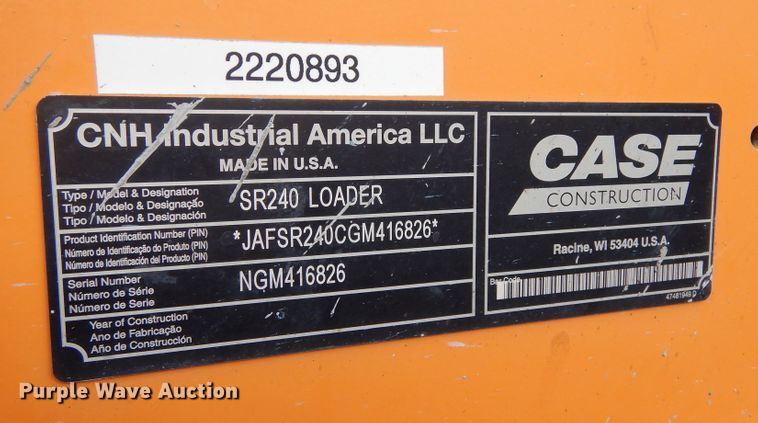 2220893
CNH Industrial America LLC
MADE IN U.S.A.
Type / Model & Designation
Tipo / Modelo & Designação
Tipo / Modelo & Designación
SR240 LOADER
Product Identification Number (PIN)
Número de Identificação do Produto (PIN)
Número de Identificación del Producto (PIN)
*JAFSR240CGM416826*
Serial Number
Número de Série
Número de Serie
NGM416826
Year of Construction
Ano de Fabricação
Año de Construcción
CASE
CONSTRUCTION
Racine, WI 53404 U.S.A.
Bar Code
47481949 D
Purple Wave Auction